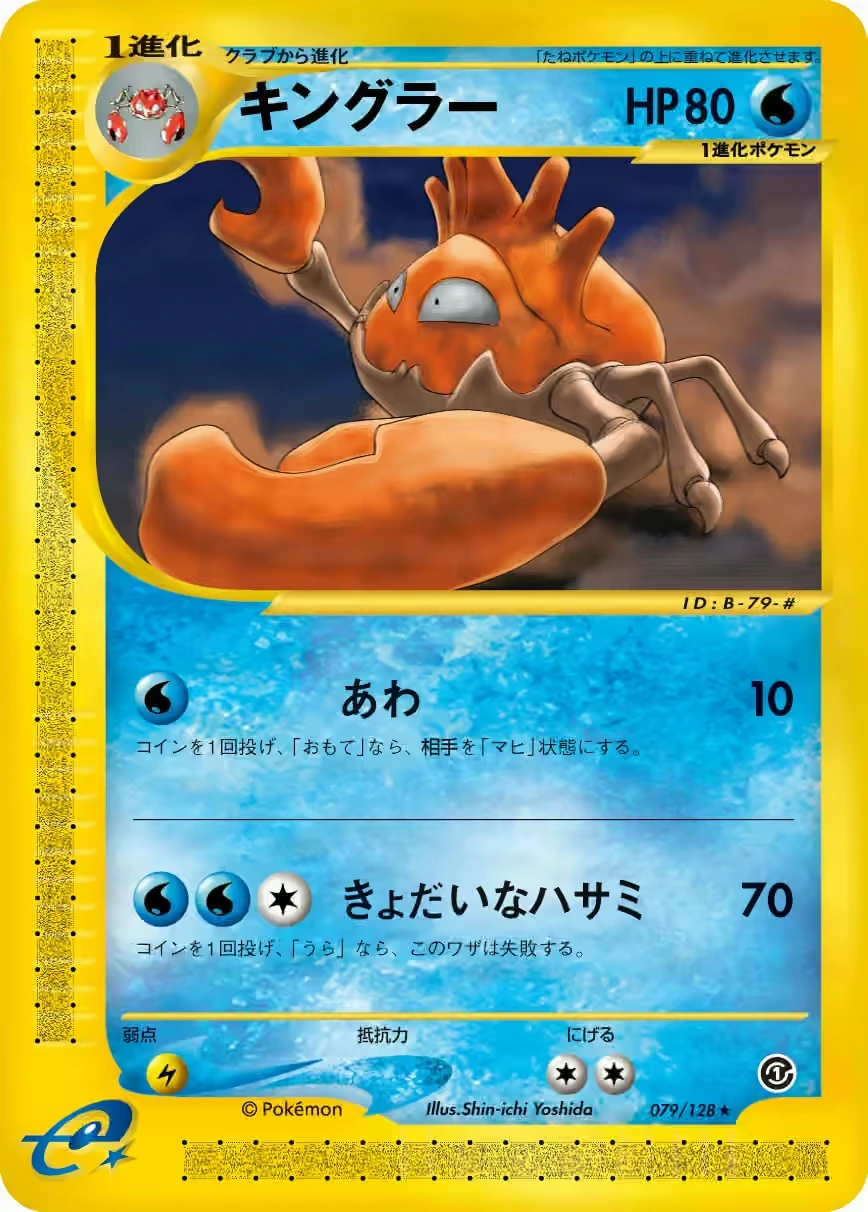 1進化
クラブから進化
「たねポケモン」の上に重ねて進化させます。
キングラー
HP80
1進化ポケモン
ID:B-79-#
あわ 10
コインを1回投げ、「おもて」なら、相手を「マヒ」状態にする。
きょだいなハサミ 70
コインを1回投げ、「うら」なら、このワザは失敗する。
弱点 抵抗力 にげる
© Pokémon Illus.Shin-ichi Yoshida 079/128★